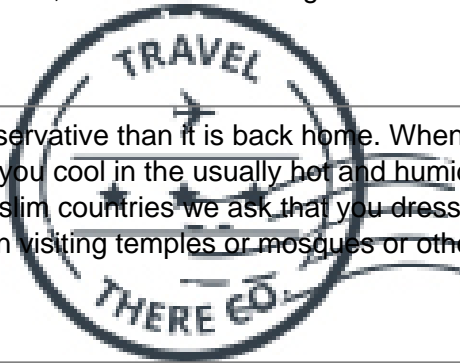 TRAVEL
servative than it is back home. When
you cool in the usually hot and humi
slim countries we ask that you dress
n visiting temples or mosques or othe
THERE CO.